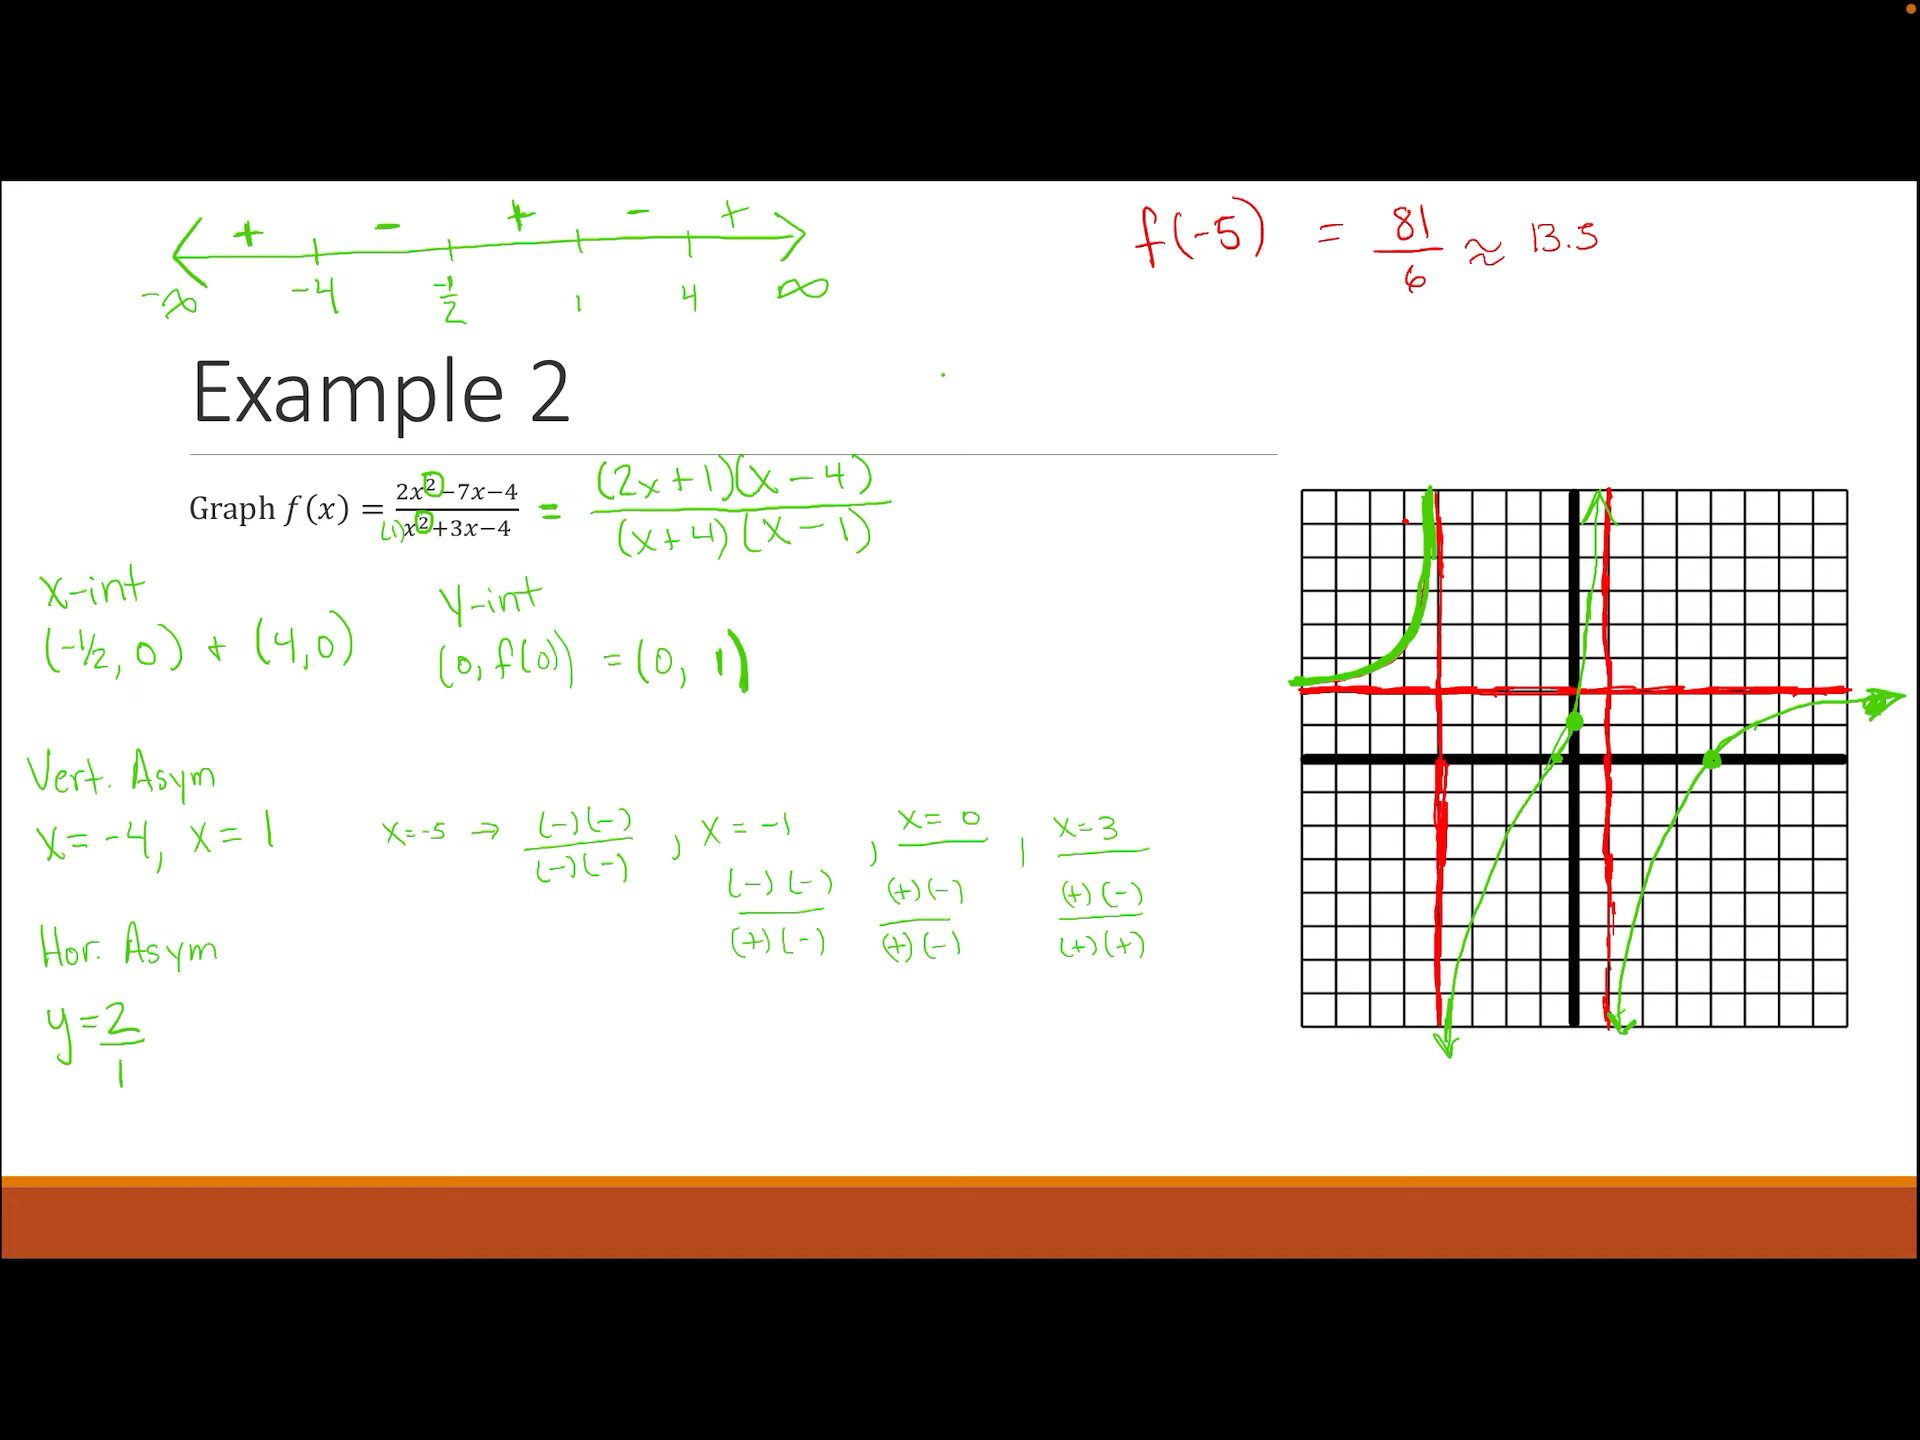 + - + - +
-∞ -4 -1/2 1 4 ∞
f(-5) = 81/6 ≈ 13.5
Example 2
Graph f(x) = (2x²-7x-4)/((1)x²+3x-4) = (2x+1)(x-4)/(x+4)(x-1)
X-int
(-1/2, 0) + (4,0)
Y-int
(0, f(0)) = (0, 1)
Vert. Asym
x=-4, x=1
x=-5 → (-)(-)/(-)(-) , x=-1 (-)(-)/(+)(-) , x=0 (+)(-)/(+)(-) , x=3 (+)(-)/(+)(+)
Hor. Asym
y=2/1